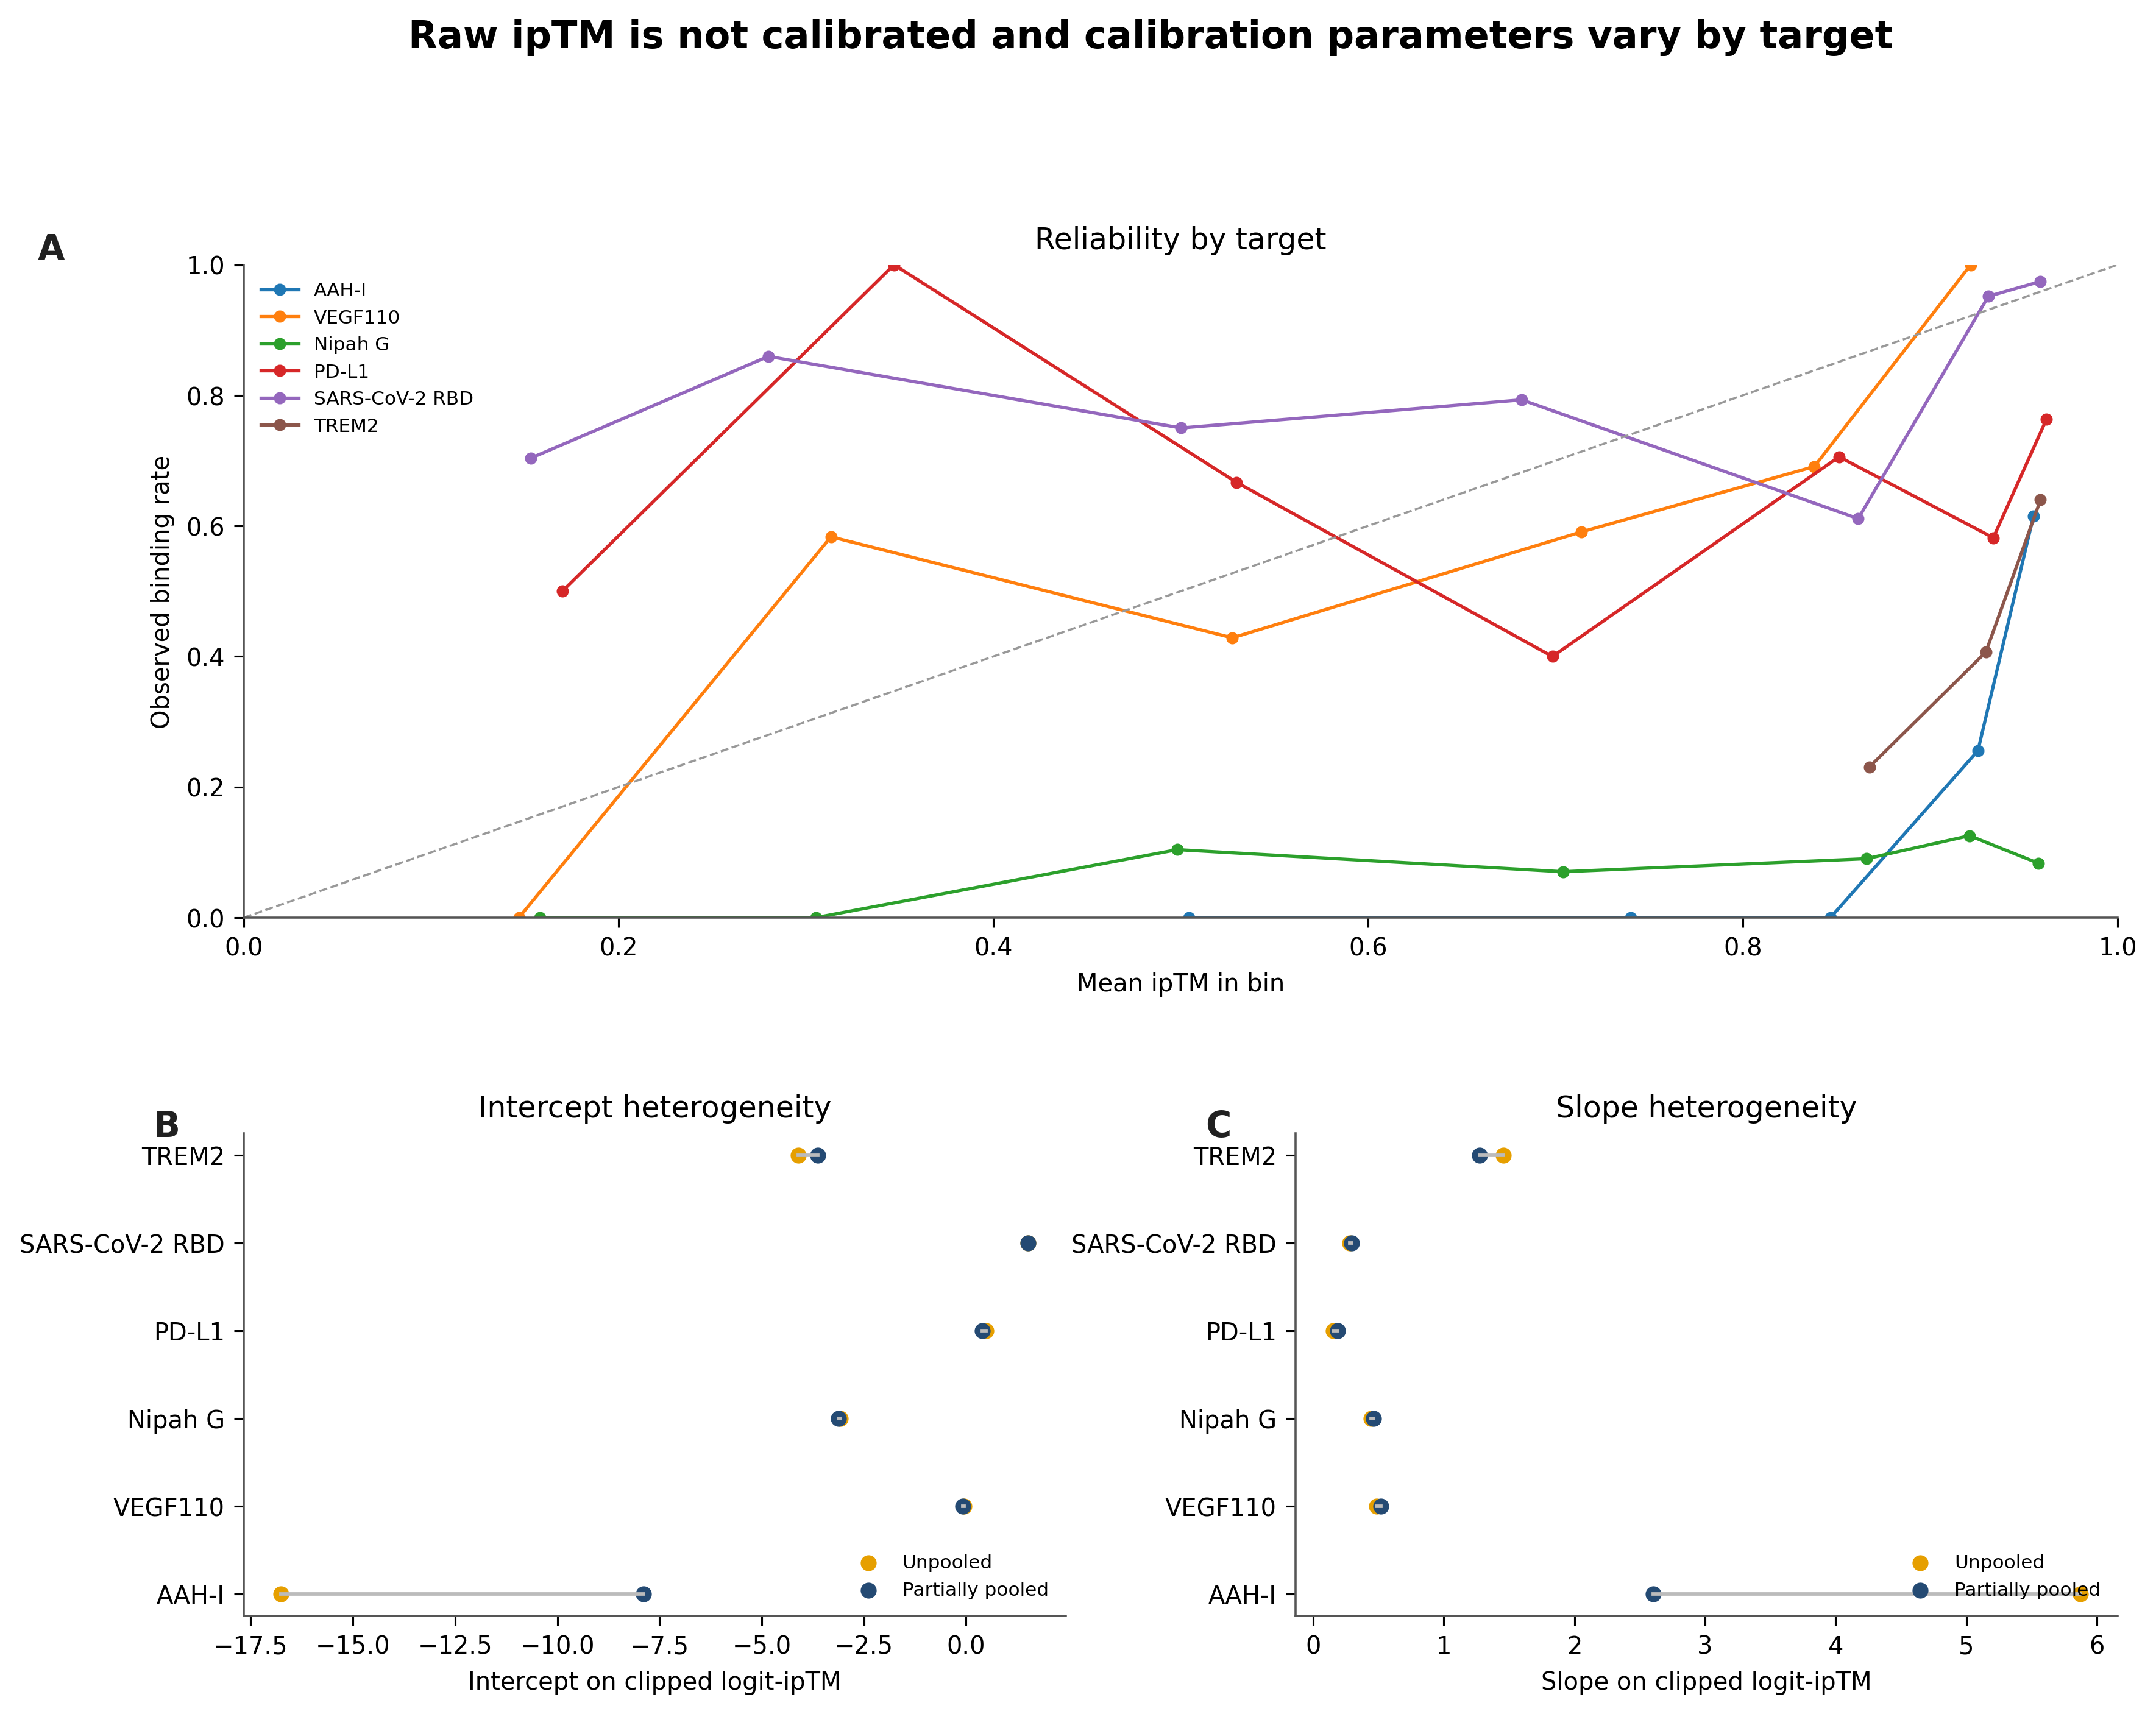 Raw ipTM is not calibrated and calibration parameters vary by target
A
Reliability by target
1.0
0.8
0.6
0.4
0.2
0.0
Observed binding rate
AAH-I
VEGF110
Nipah G
PD-L1
SARS-CoV-2 RBD
TREM2
0.0 0.2 0.4 0.6 0.8 1.0
Mean ipTM in bin
B
Intercept heterogeneity
TREM2
SARS-CoV-2 RBD
PD-L1
Nipah G
VEGF110
AAH-I
Unpooled
Partially pooled
−17.5 −15.0 −12.5 −10.0 −7.5 −5.0 −2.5 0.0
Intercept on clipped logit-ipTM
C
Slope heterogeneity
TREM2
SARS-CoV-2 RBD
PD-L1
Nipah G
VEGF110
AAH-I
Unpooled
Partially pooled
0 1 2 3 4 5 6
Slope on clipped logit-ipTM